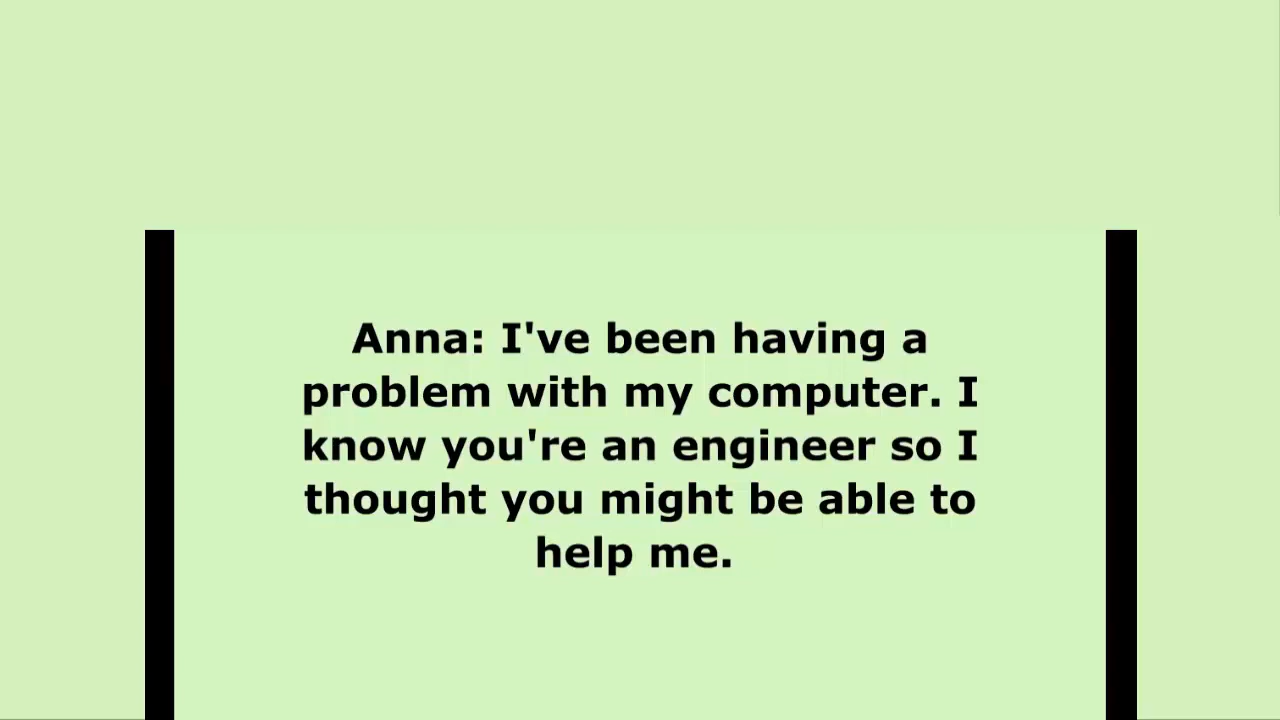 Anna: I've been having a
problem with my computer. I
know you're an engineer so I
thought you might be able to
help me.